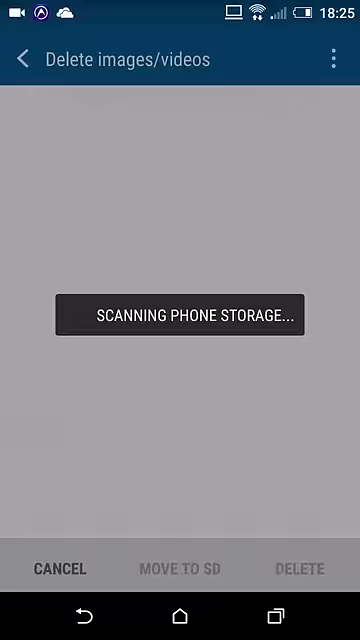 18:25
Delete images/videos
SCANNING PHONE STORAGE...
CANCEL MOVE TO SD DELETE